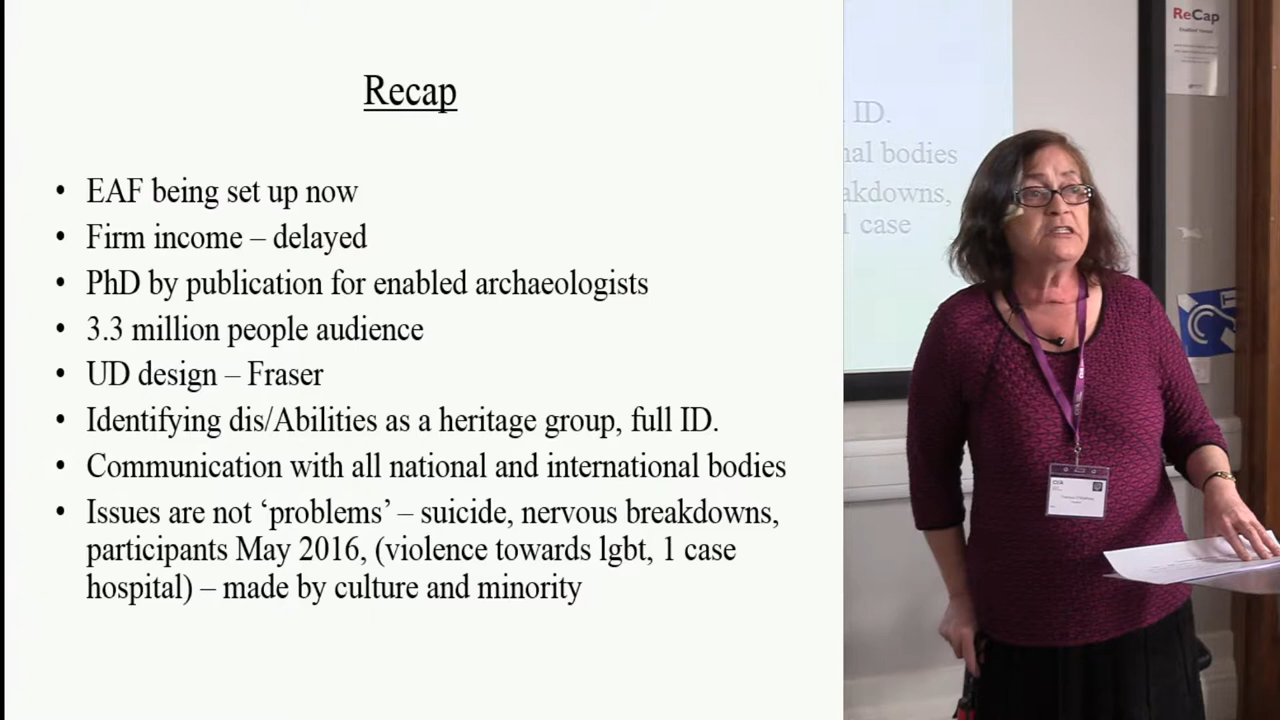 Recap
• EAF being set up now
• Firm income – delayed
• PhD by publication for enabled archaeologists
• 3.3 million people audience
• UD design – Fraser
• Identifying dis/Abilities as a heritage group, full ID.
• Communication with all national and international bodies
• Issues are not ‘problems’ – suicide, nervous breakdowns,
participants May 2016, (violence towards lgbt, 1 case
hospital) – made by culture and minority
ID.
nal bodies
akdowns,
1 case
ReCap
T